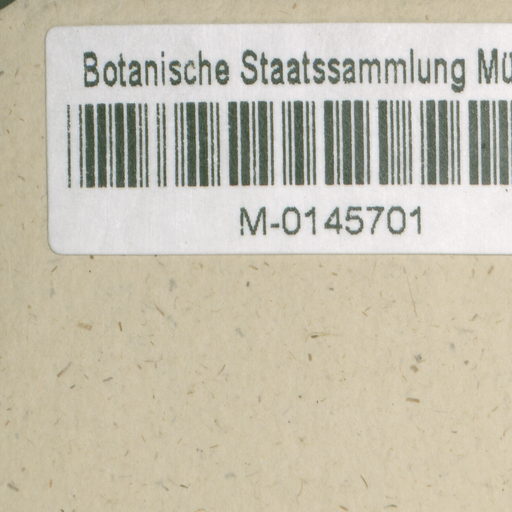 Botanische Staatssammlung Mü
M-0145701